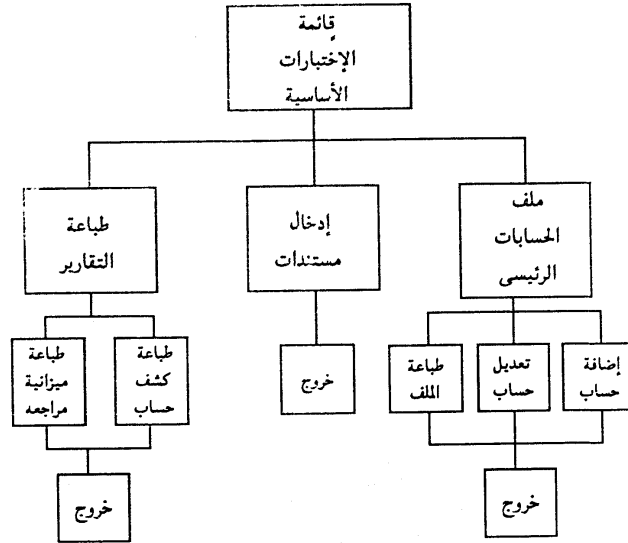 قائمة
الإختبارات
الأساسية
ملف
الحسابات
الرئيسى
إدخال
مستندات
طباعة
التقارير
إضافة
حساب
تعديل
حساب
طباعة
الملف
خروج
طباعة
كشف
حساب
طباعة
ميزانية
مراجعه
خروج
خروج